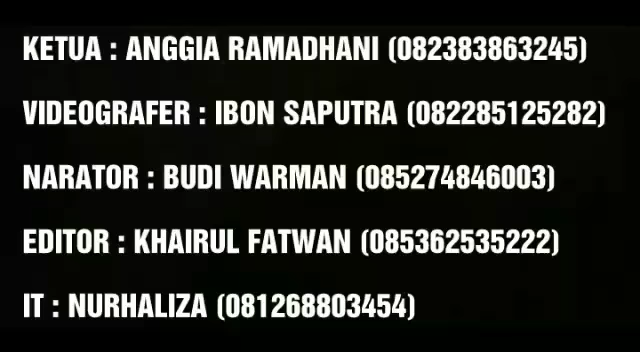 KETUA : ANGGIA RAMADHANI (082383863245)
VIDEOGRAFER : IBON SAPUTRA (082285125282)
NARATOR : BUDI WARMAN (085274846003)
EDITOR : KHAIRUL FATWAN (085362535222)
IT : NURHALIZA (081268803454)